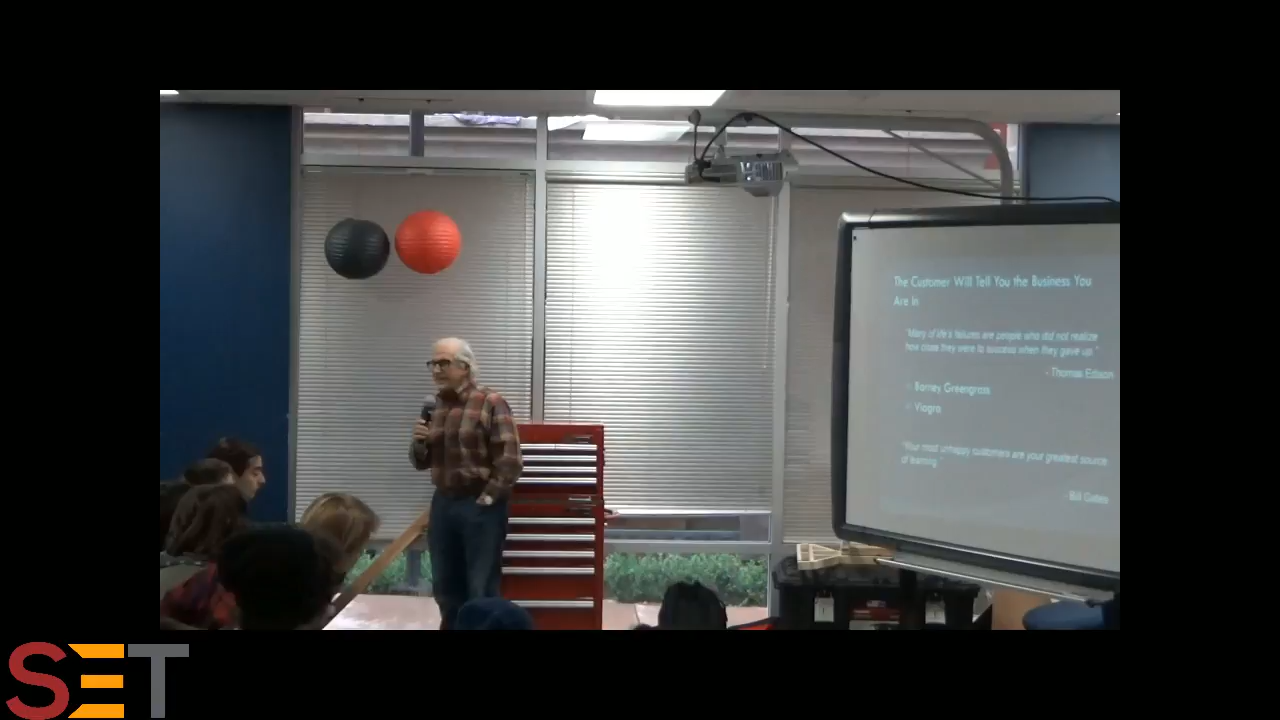 The Customer Will Tell You the Business You
Are In
"Many of life's failures are people who did not realize
how close they were to success when they gave up."
- Thomas Edison
Barney Greengrass
Viagra
"Your most unhappy customers are your greatest source
of learning."
- Bill Gates
SET